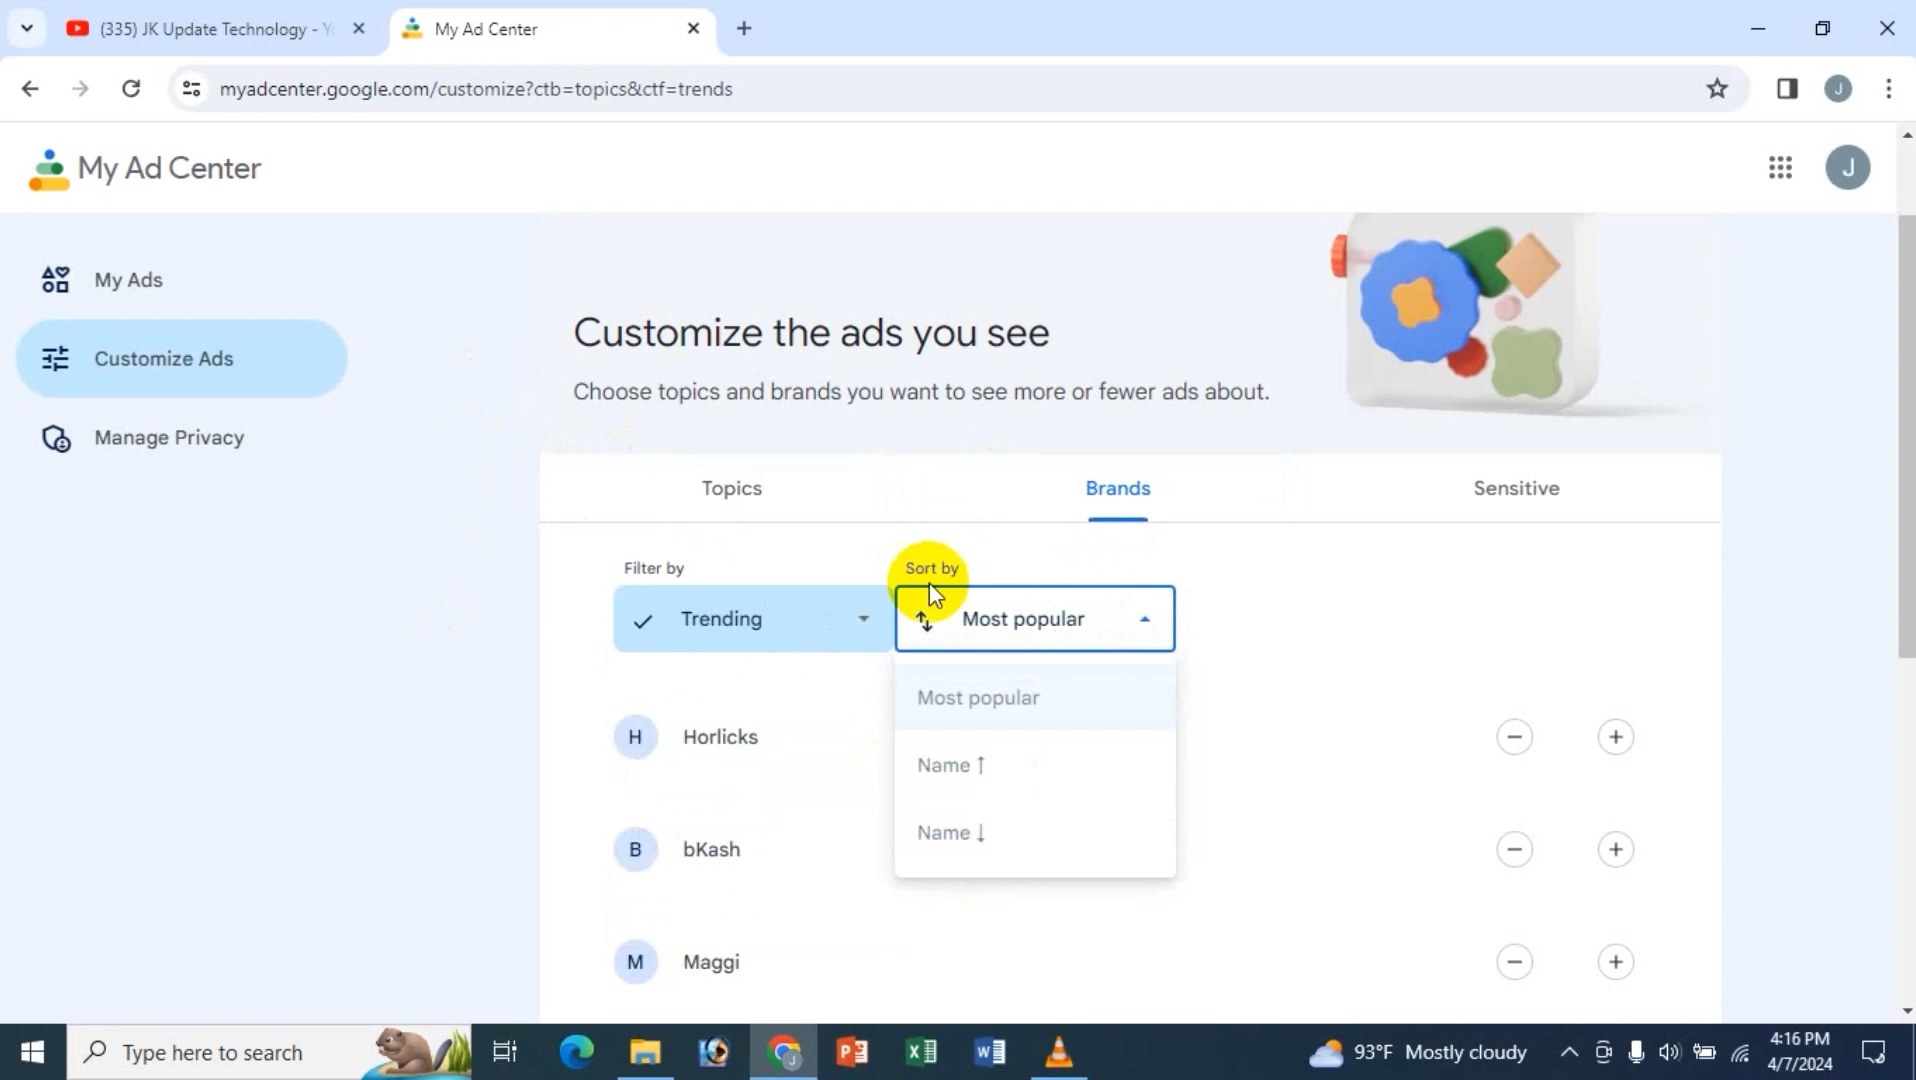 (335) JK Update Technology - Y
My Ad Center
myadcenter.google.com/customize?ctb=topics&ctf=trends
J
My Ad Center
J
My Ads
Customize Ads
Manage Privacy
Customize the ads you see
Choose topics and brands you want to see more or fewer ads about.
Topics
Brands
Sensitive
Filter by
Sort by
Trending
Most popular
Most popular
Name ↑
Name ↓
H
Horlicks
B
bKash
M
Maggi
Type here to search
93°F Mostly cloudy
4:16 PM
4/7/2024